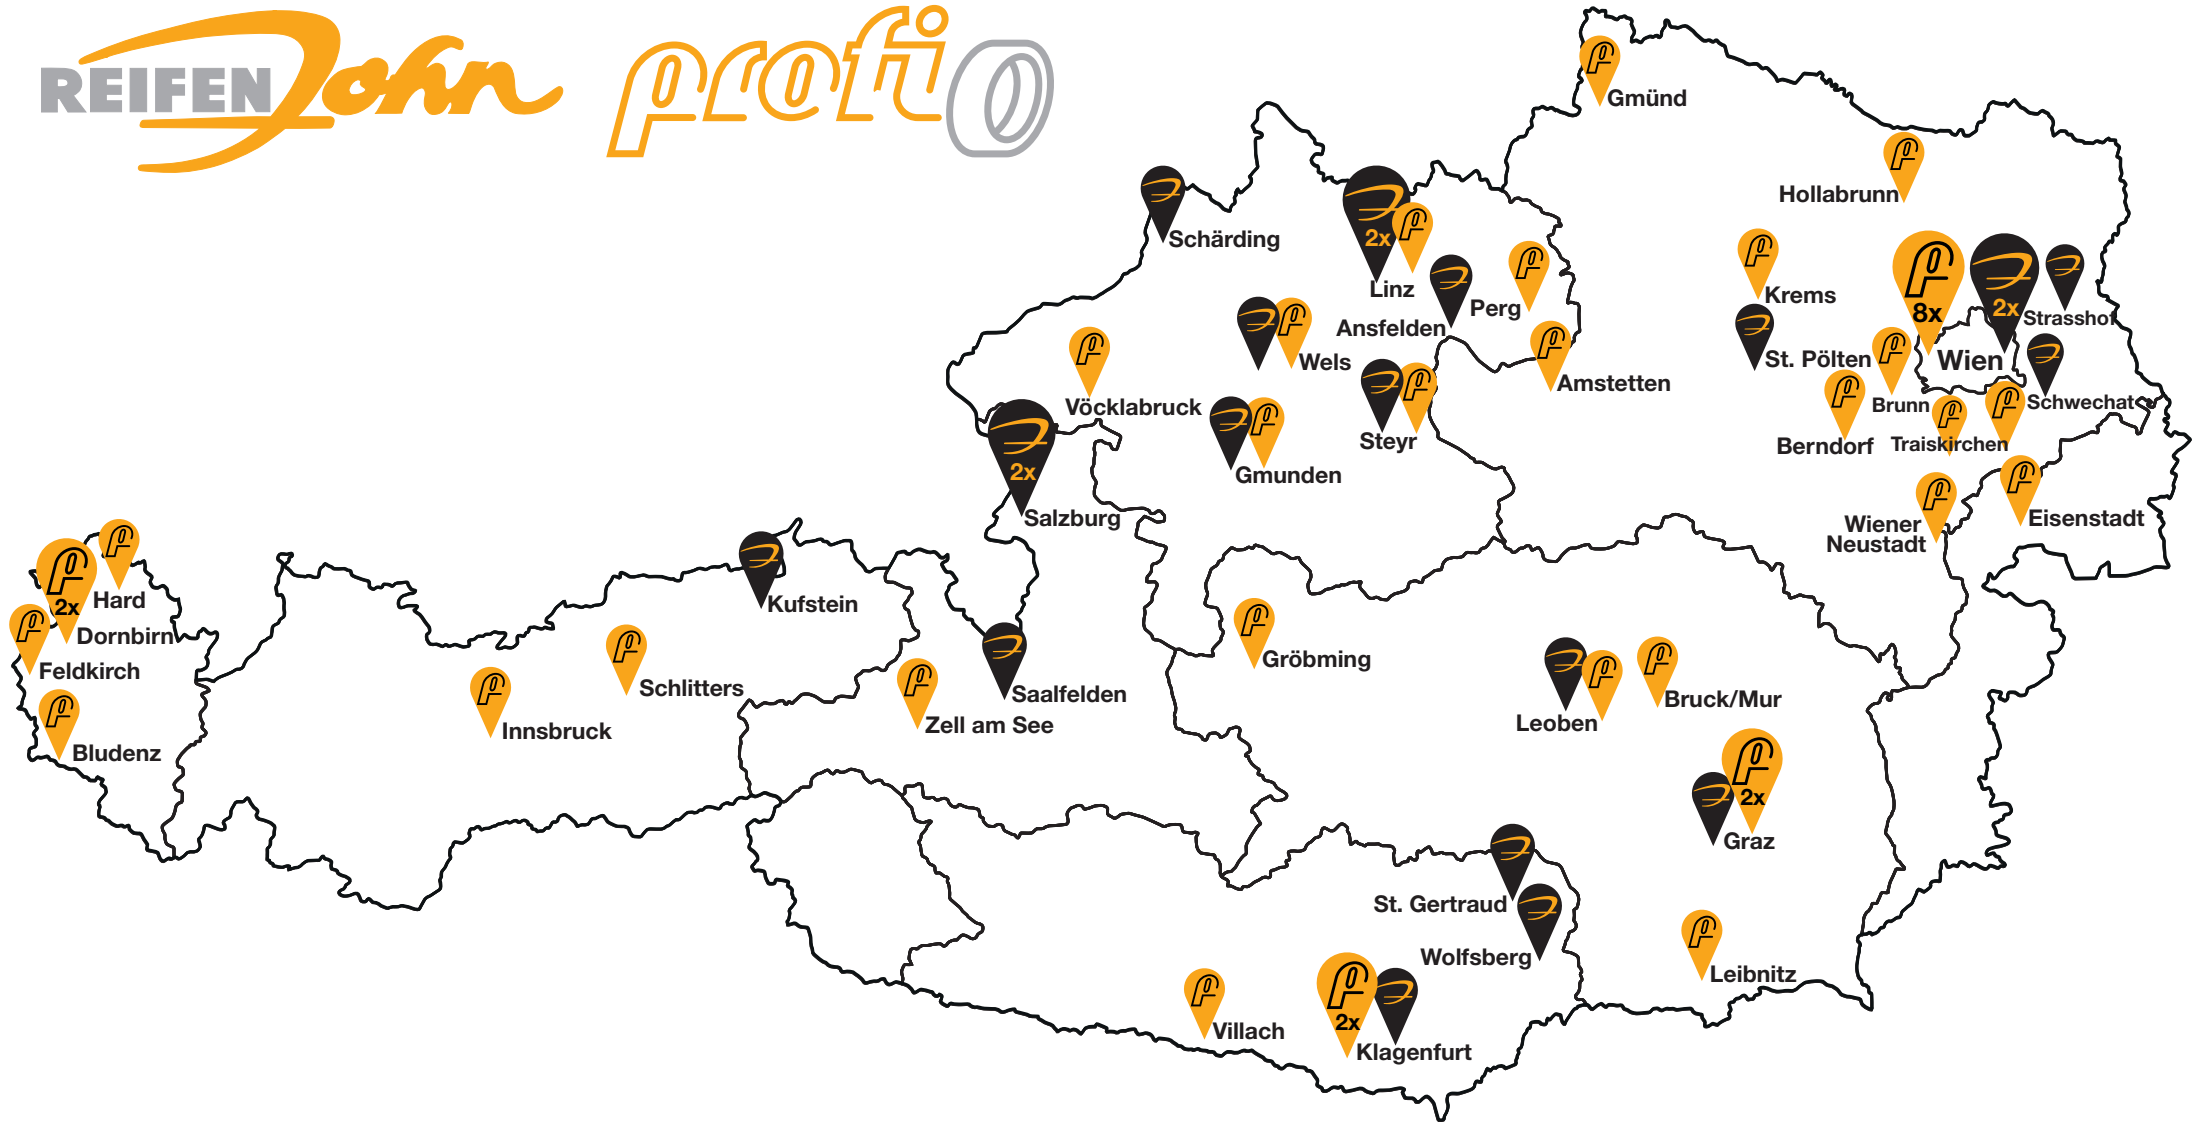 REIFEN John
profi
Gmünd
Hollabrunn
Schärding
2x
Linz
Krems
8x
2x
Strasshof
Perg
Ansfelden
Wels
St. Pölten
Wien
Amstetten
Vöcklabruck
Brunn
Schwechat
Steyr
Berndorf
Traiskirchen
Gmunden
2x
Salzburg
Eisenstadt
Wiener
Neustadt
Hard
2x
Dornbirn
Kufstein
Feldkirch
Gröbming
Schlitters
Saalfelden
Bruck/Mur
Zell am See
Leoben
Innsbruck
Bludenz
2x
Graz
St. Gertraud
Wolfsberg
Leibnitz
2x
Villach
Klagenfurt